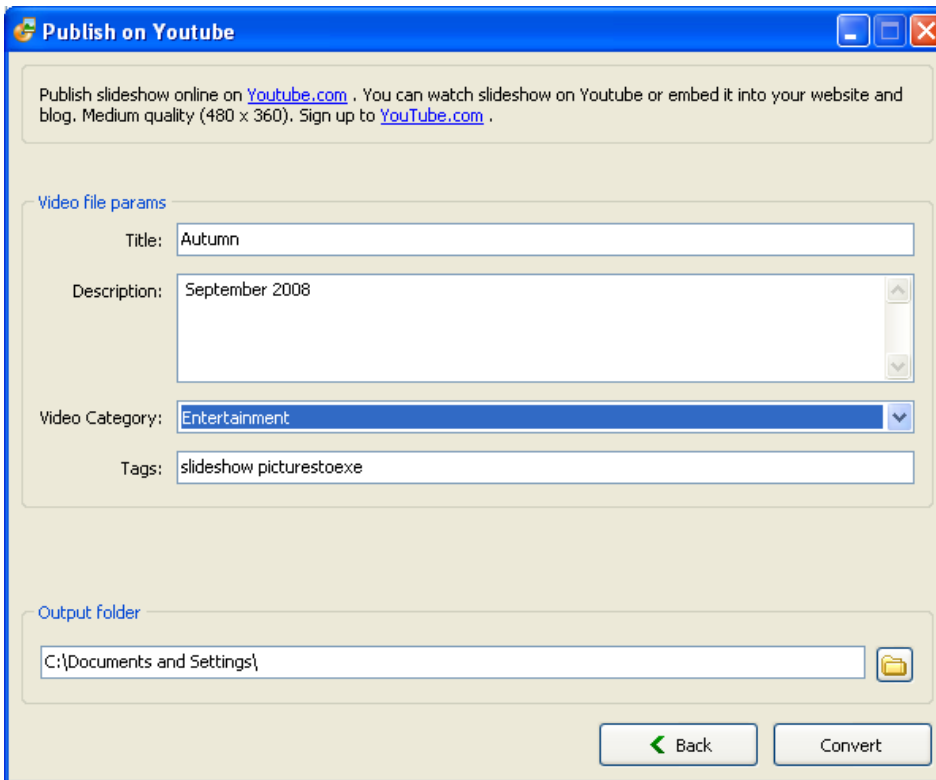 Publish on Youtube
Publish slideshow online on Youtube.com . You can watch slideshow on Youtube or embed it into your website and
blog. Medium quality (480 x 360). Sign up to YouTube.com .
Video file params
Title: Autumn
Description: September 2008
Video Category: Entertainment
Tags: slideshow picturestoexe
Output folder
C:\Documents and Settings\
Back Convert